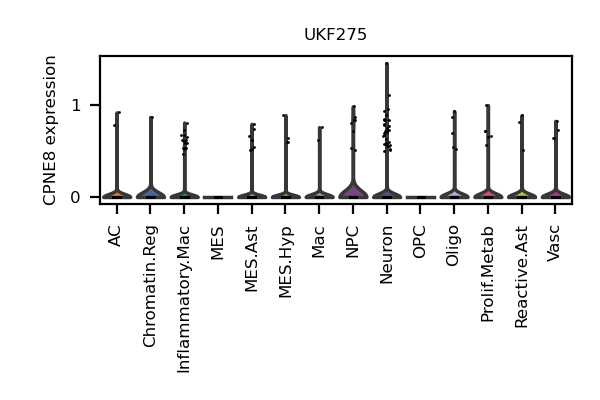 UKF275
CPNE8 expression
1
0
AC
Chromatin.Reg
Inflammatory.Mac
MES
MES.Ast
MES.Hyp
Mac
NPC
Neuron
OPC
Oligo
Prolif.Metab
Reactive.Ast
Vasc